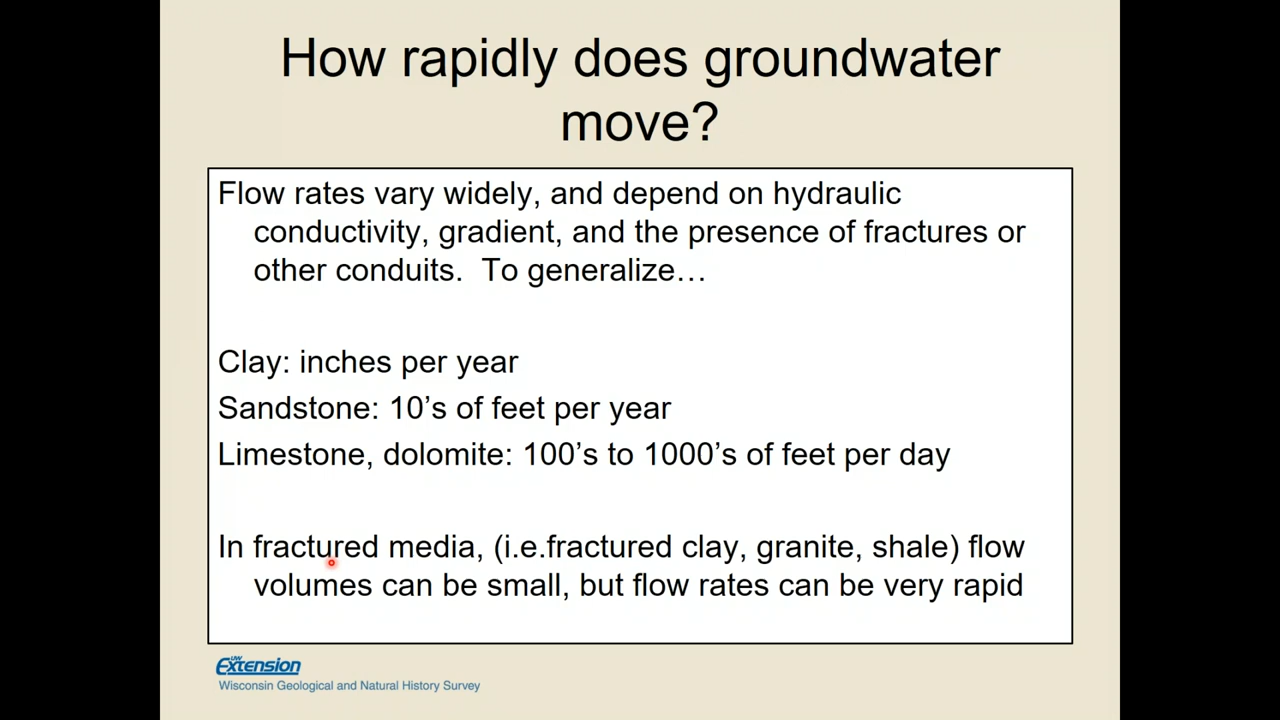 How rapidly does groundwater
move?
Flow rates vary widely, and depend on hydraulic
conductivity, gradient, and the presence of fractures or
other conduits.  To generalize…
Clay: inches per year
Sandstone: 10’s of feet per year
Limestone, dolomite: 100’s to 1000’s of feet per day
In fractured media, (i.e.fractured clay, granite, shale) flow
volumes can be small, but flow rates can be very rapid
UW
Extension
Wisconsin Geological and Natural History Survey